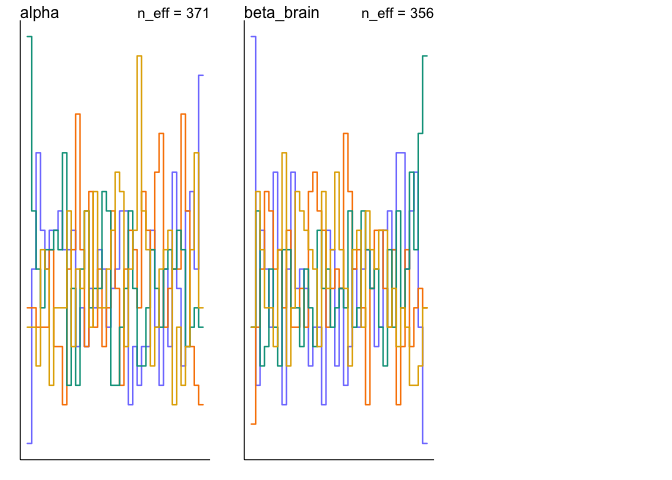 alpha n_eff = 371 beta_brain n_eff = 356